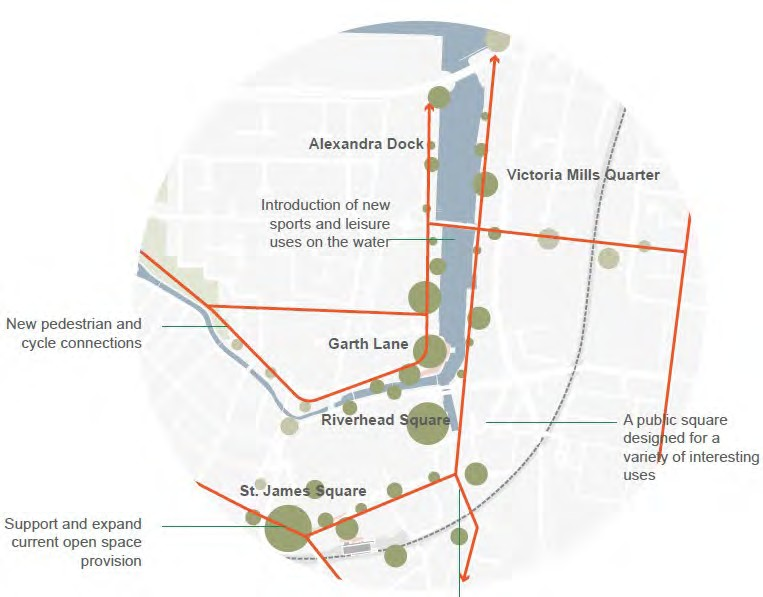 Alexandra Dock
Victoria Mills Quarter
Introduction of new
sports and leisure
uses on the water
New pedestrian and
cycle connections
Garth Lane
Riverhead Square
A public square
designed for a
variety of interesting
uses
St. James Square
Support and expand
current open space
provision